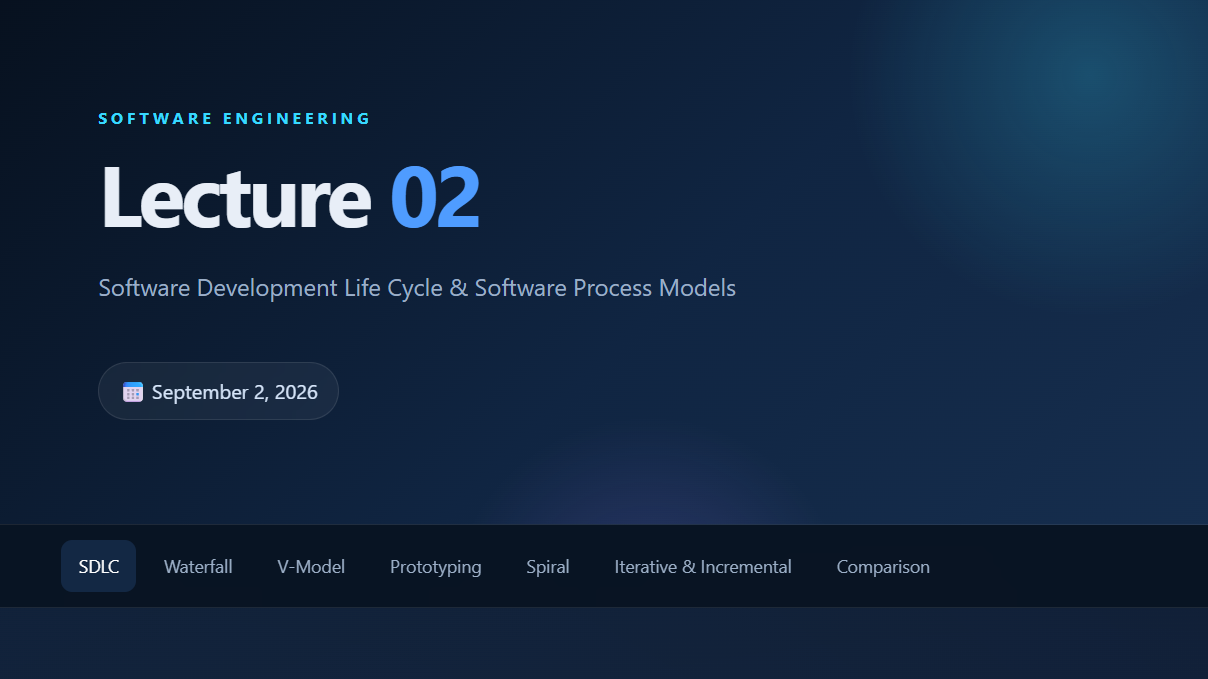 SOFTWARE ENGINEERING
Lecture 02
Software Development Life Cycle & Software Process Models
September 2, 2026
SDLC Waterfall V-Model Prototyping Spiral Iterative & Incremental Comparison